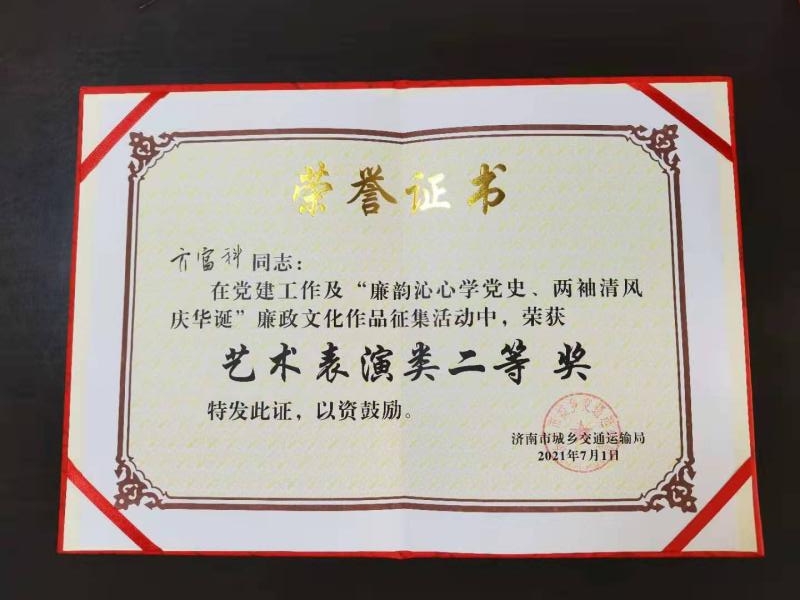 荣誉证书
亓富科 同志：
在党建工作及“廉韵沁心学党史、两袖清风
庆华诞”廉政文化作品征集活动中，荣获
艺术表演类二等奖
特发此证，以资鼓励。
济南市城乡交通运输局
2021年7月1日